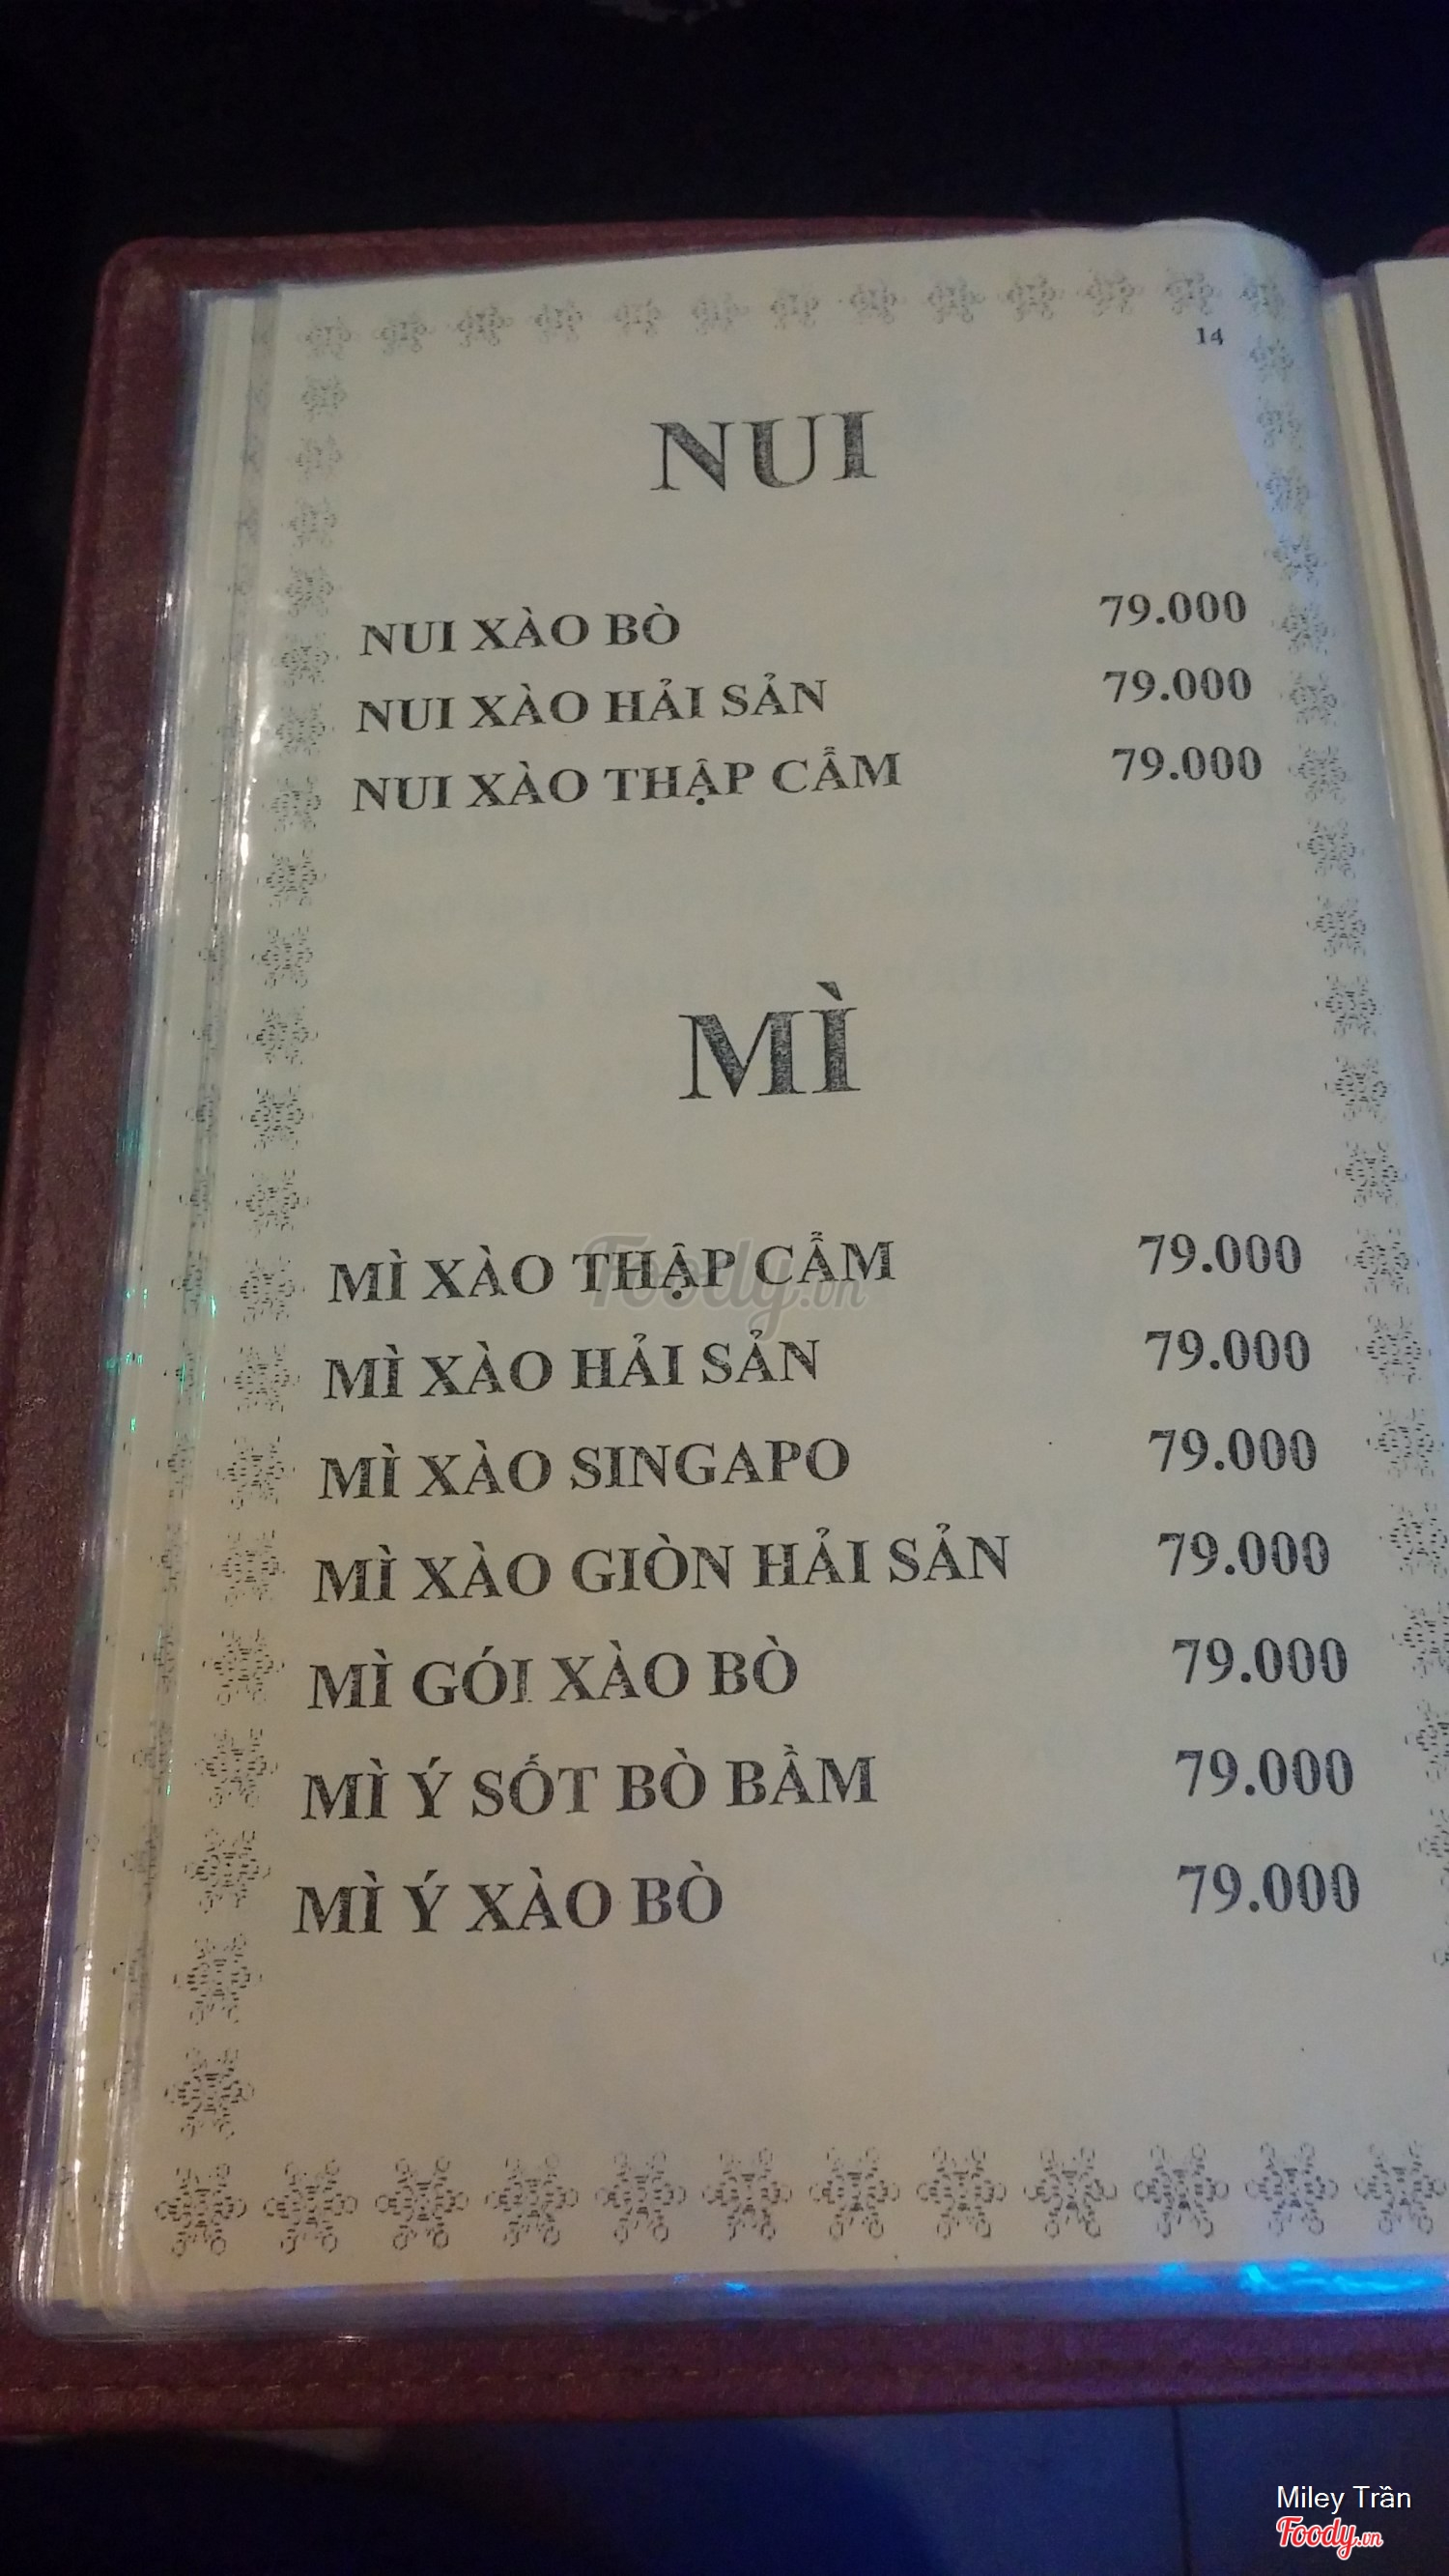 14
NUI
NUI XÀO BÒ 79.000
NUI XÀO HẢI SẢN 79.000
NUI XÀO THẬP CẨM 79.000
MÌ
MÌ XÀO THẬP CẨM 79.000
MÌ XÀO HẢI SẢN 79.000
MÌ XÀO SINGAPO 79.000
MÌ XÀO GIÒN HẢI SẢN 79.000
MÌ GÓI XÀO BÒ 79.000
MÌ Ý SỐT BÒ BẦM 79.000
MÌ Ý XÀO BÒ 79.000
Foody.vn
Miley Trần
Foody.vn